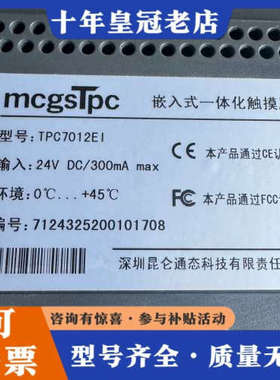 十年皇冠老店
mcgsTpc
嵌入式一体化触摸
型号: TPC7012EI
输入: 24V DC/300mA max
本产品通过CE认
环境: 0℃...+45℃
FC
本产品通过FCC
编号: 7124325200101708
深圳昆仑通态科技有限责任
咨询有惊喜·参与补贴活动
可
票
型号齐全·质量保证